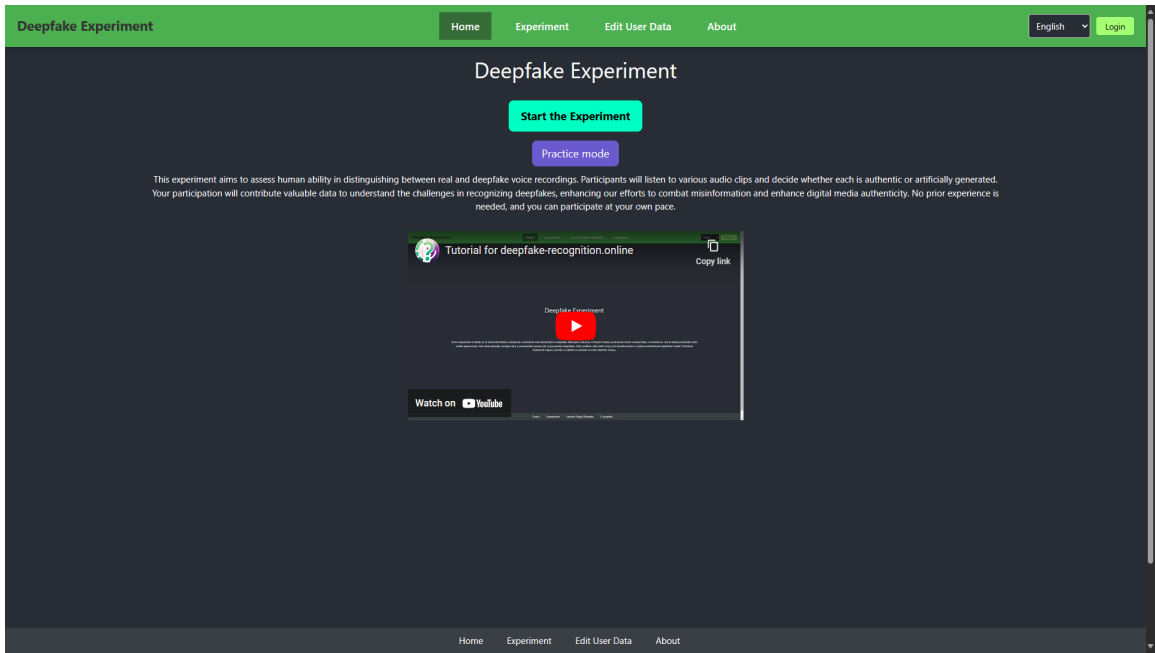 Deepfake Experiment
Home
Experiment
Edit User Data
About
English
Login
Deepfake Experiment
Start the Experiment
Practice mode
This experiment aims to assess human ability in distinguishing between real and deepfake voice recordings. Participants will listen to various audio clips and decide whether each is authentic or artificially generated.
Your participation will contribute valuable data to understand the challenges in recognizing deepfakes, enhancing our efforts to combat misinformation and enhance digital media authenticity. No prior experience is
needed, and you can participate at your own pace.
Tutorial for deepfake-recognition.online
Copy link
Deepfake Experiment
Watch on YouTube
Home
Experiment
Edit User Data
About